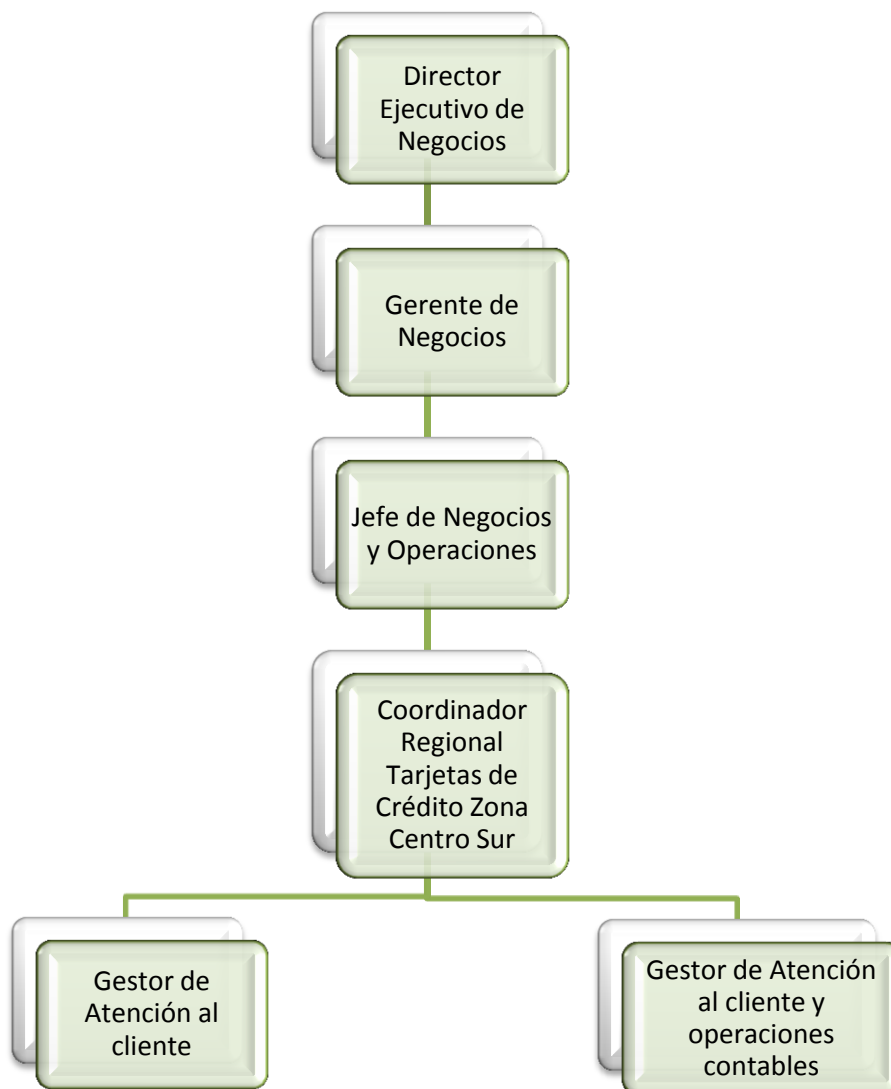 Director
Ejecutivo de
Negocios
Gerente de
Negocios
Jefe de Negocios
y Operaciones
Coordinador
Regional
Tarjetas de
Crédito Zona
Centro Sur
Gestor de
Atención al
cliente
Gestor de Atención
al cliente y
operaciones
contables